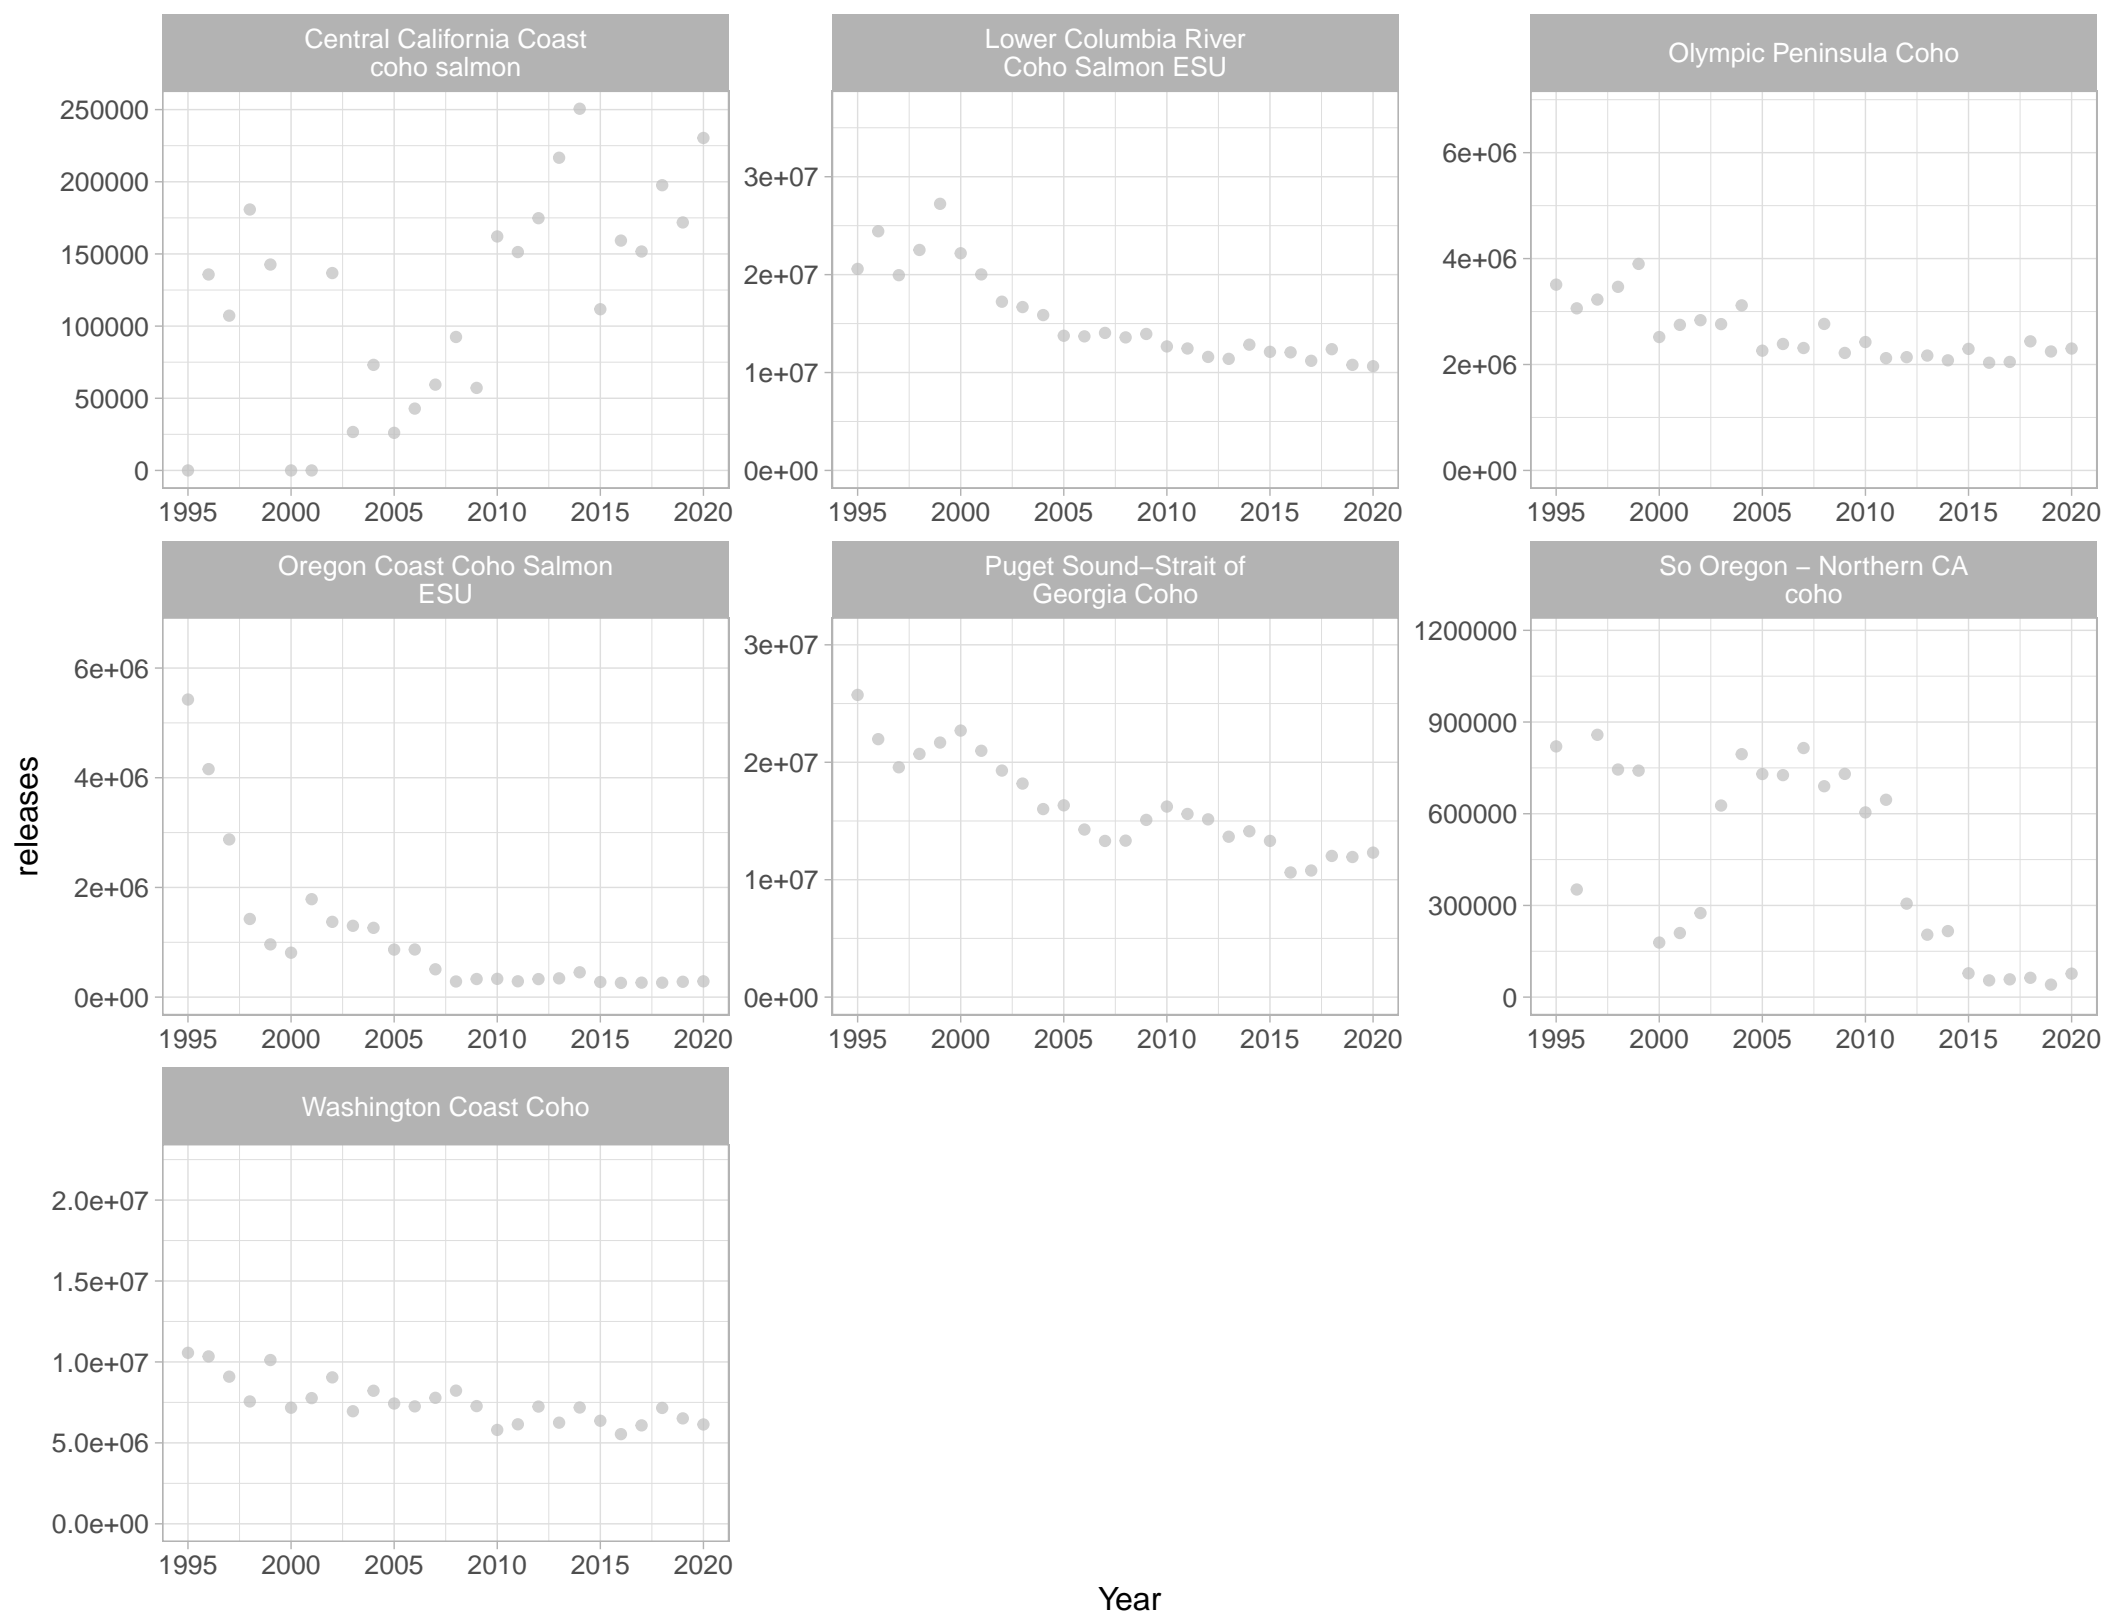 Central California Coast
coho salmon
Lower Columbia River
Coho Salmon ESU
Olympic Peninsula Coho
250000
200000
150000
100000
50000
0
3e+07
2e+07
1e+07
0e+00
6e+06
4e+06
2e+06
0e+00
1995 2000 2005 2010 2015 2020
1995 2000 2005 2010 2015 2020
1995 2000 2005 2010 2015 2020
Oregon Coast Coho Salmon
ESU
Puget Sound–Strait of
Georgia Coho
So Oregon – Northern CA
coho
6e+06
4e+06
2e+06
0e+00
3e+07
2e+07
1e+07
0e+00
1200000
900000
600000
300000
0
1995 2000 2005 2010 2015 2020
1995 2000 2005 2010 2015 2020
1995 2000 2005 2010 2015 2020
releases
Washington Coast Coho
2.0e+07
1.5e+07
1.0e+07
5.0e+06
0.0e+00
1995 2000 2005 2010 2015 2020
Year